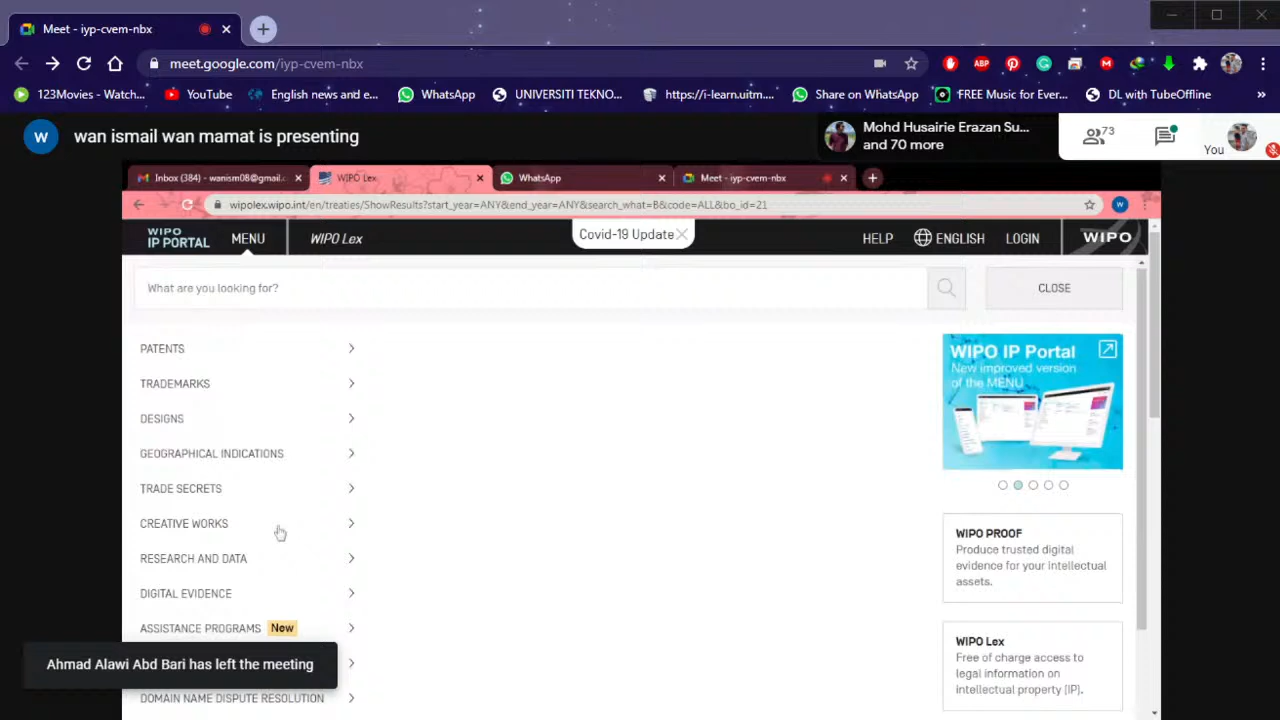 Meet - iyp-cvem-nbx
meet.google.com/iyp-cvem-nbx
123Movies - Watch... YouTube English news and e... WhatsApp UNIVERSITI TEKNO... https://i-learn.uitm.... Share on WhatsApp FREE Music for Ever... DL with TubeOffline »
W wan ismail wan mamat is presenting
Mohd Husairie Erazan Su...
and 70 more
73
You
Inbox (384) - wanism08@gmail.c WIPO Lex WhatsApp Meet - iyp-cvem-nbx
wipolex.wipo.int/en/treaties/ShowResults?start_year=ANY&end_year=ANY&search_what=B&code=ALL&bo_id=21
WIPO
IP PORTAL MENU WIPO Lex Covid-19 Update HELP ENGLISH LOGIN WIPO
What are you looking for? CLOSE
PATENTS
TRADEMARKS
DESIGNS
GEOGRAPHICAL INDICATIONS
TRADE SECRETS
CREATIVE WORKS
RESEARCH AND DATA
DIGITAL EVIDENCE
ASSISTANCE PROGRAMS New
DOMAIN NAME DISPUTE RESOLUTION
WIPO IP Portal
New improved version
of the MENU
WIPO PROOF
Produce trusted digital
evidence for your intellectual
assets.
WIPO Lex
Free of charge access to
legal information on
intellectual property (IP).
Ahmad Alawi Abd Bari has left the meeting